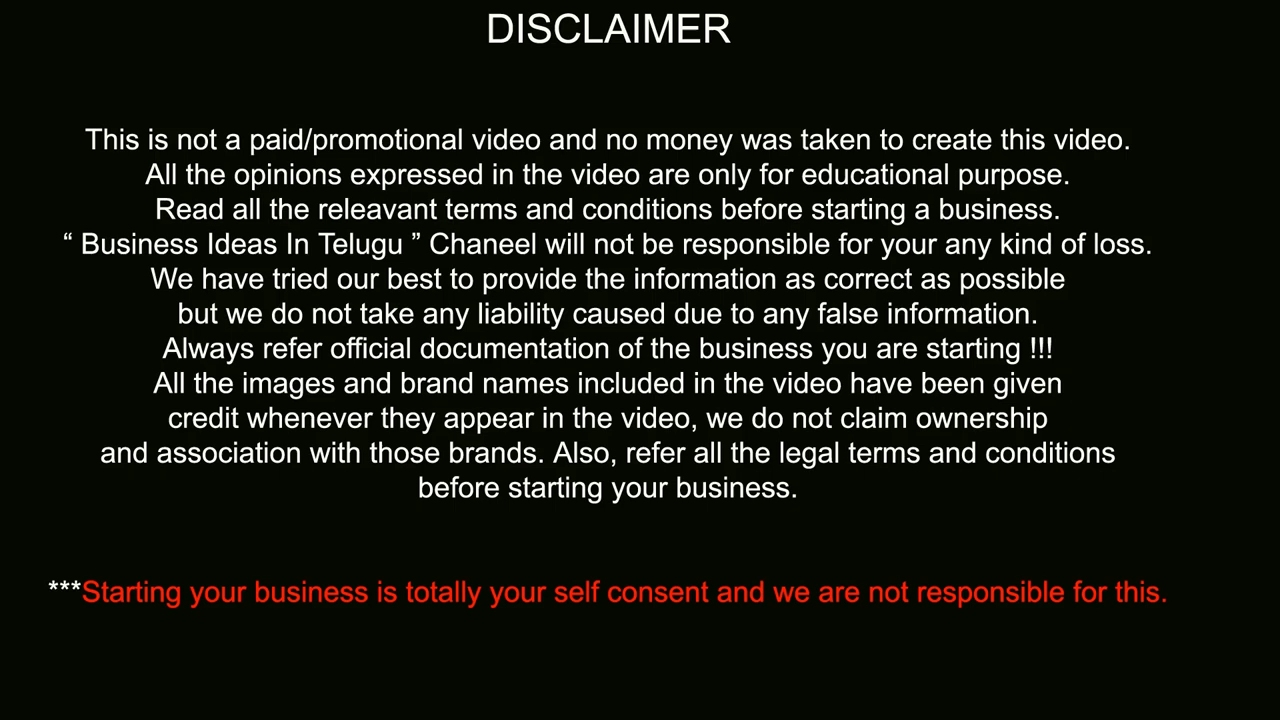 DISCLAIMER
This is not a paid/promotional video and no money was taken to create this video.
All the opinions expressed in the video are only for educational purpose.
Read all the releavant terms and conditions before starting a business.
“ Business Ideas In Telugu ” Chaneel will not be responsible for your any kind of loss.
We have tried our best to provide the information as correct as possible
but we do not take any liability caused due to any false information.
Always refer official documentation of the business you are starting !!!
All the images and brand names included in the video have been given
credit whenever they appear in the video, we do not claim ownership
and association with those brands. Also, refer all the legal terms and conditions
before starting your business.
***Starting your business is totally your self consent and we are not responsible for this.